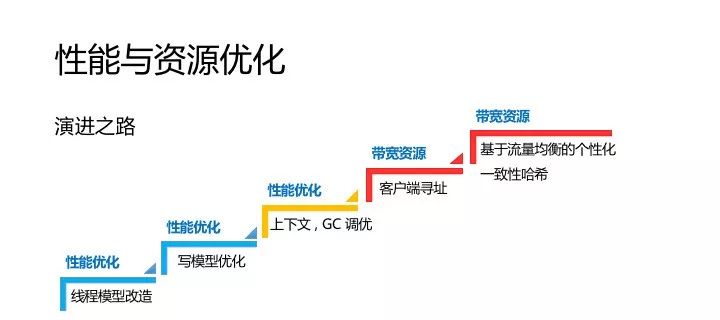 性能与资源优化
演进之路
性能优化
线程模型改造
性能优化
写模型优化
性能优化
上下文,GC 调优
带宽资源
客户端寻址
带宽资源
基于流量均衡的个性化
一致性哈希